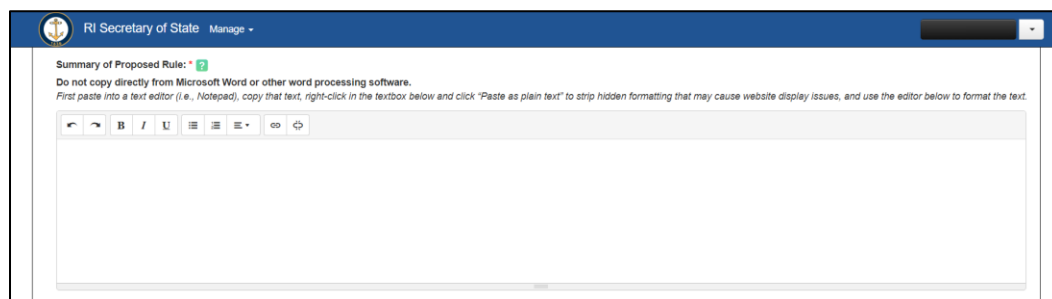 RI Secretary of State Manage
Summary of Proposed Rule: * ?
Do not copy directly from Microsoft Word or other word processing software.
First paste into a text editor (i.e., Notepad), copy that text, right-click in the textbox below and click "Paste as plain text" to strip hidden formatting that may cause website display issues, and use the editor below to format the text.
B I U